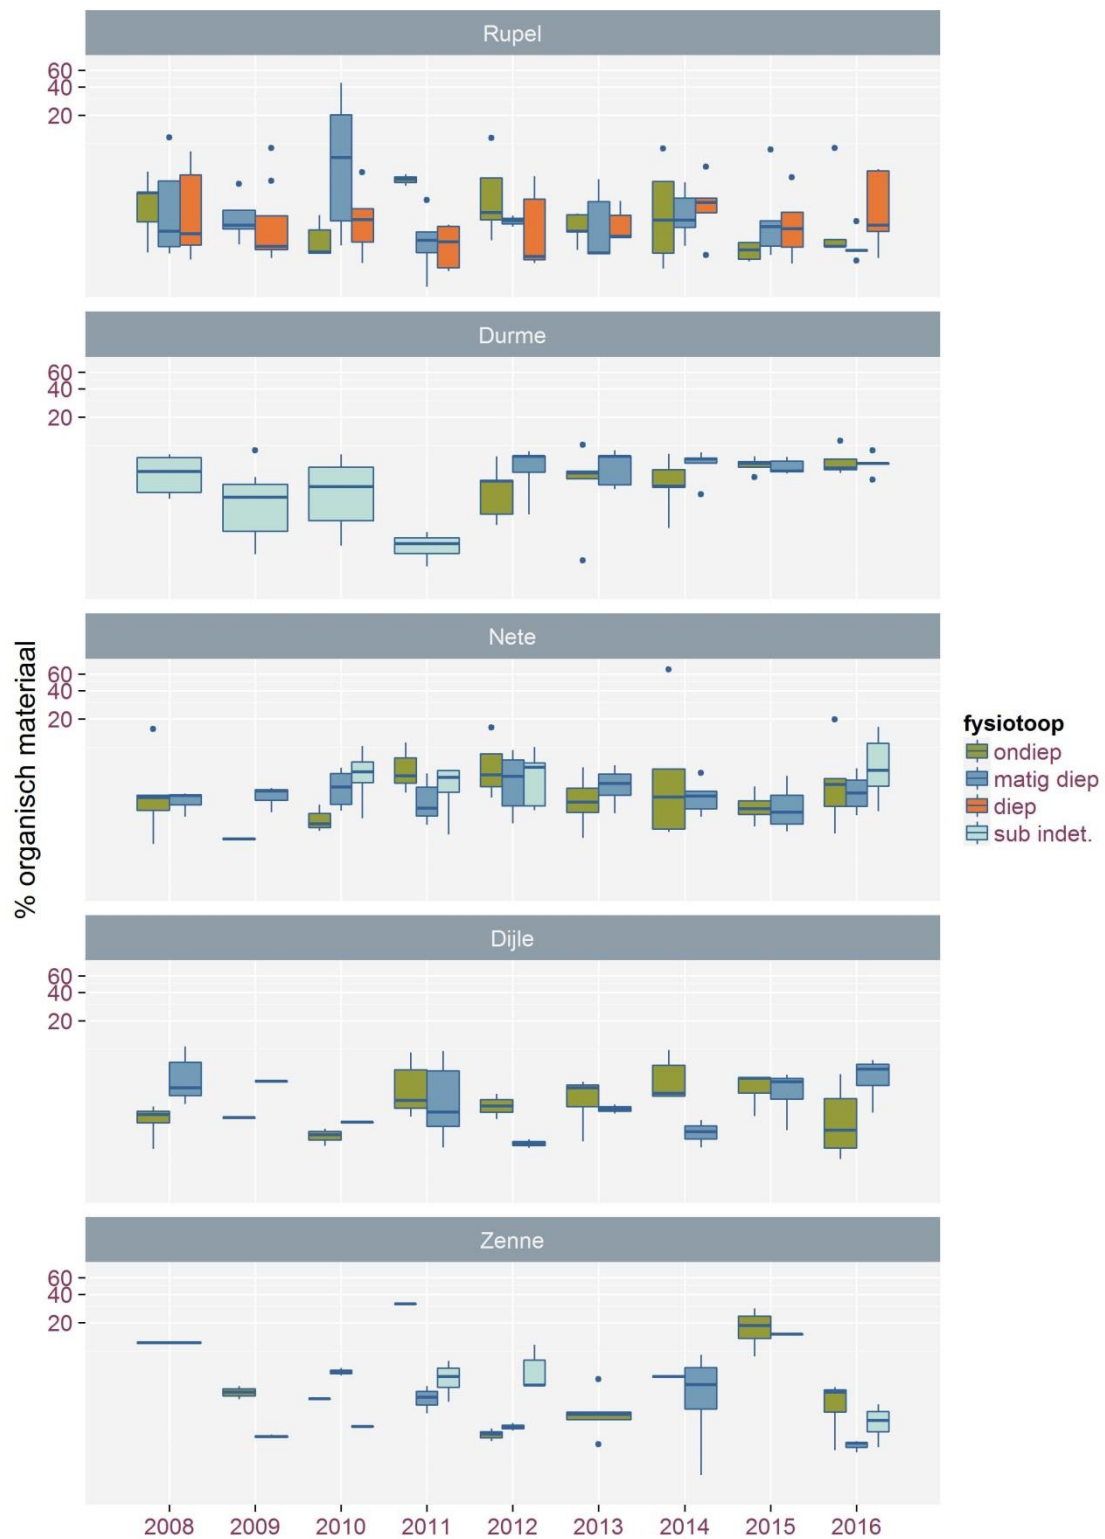 Rupel
60
40
20
Durme
60
40
20
% organisch materiaal
Nete
60
40
20
fysiotoop
ondiep
matig diep
diep
sub indet.
Dijle
60
40
20
Zenne
60
40
20
2008 2009 2010 2011 2012 2013 2014 2015 2016